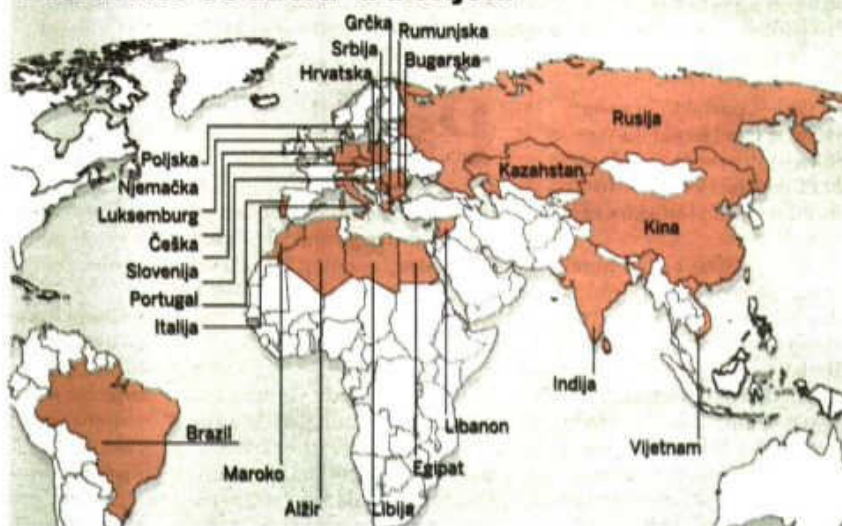 Grčka
Rumunjska
Srbija
Bugarska
Hrvatska
Rusija
Poljska
Kazahstan
Njemačka
Luksemburg
Kina
Češka
Slovenija
Portugal
Italija
Indija
Libanon
Brazil
Vijetnam
Maroko
Egipat
Alžir
Libija